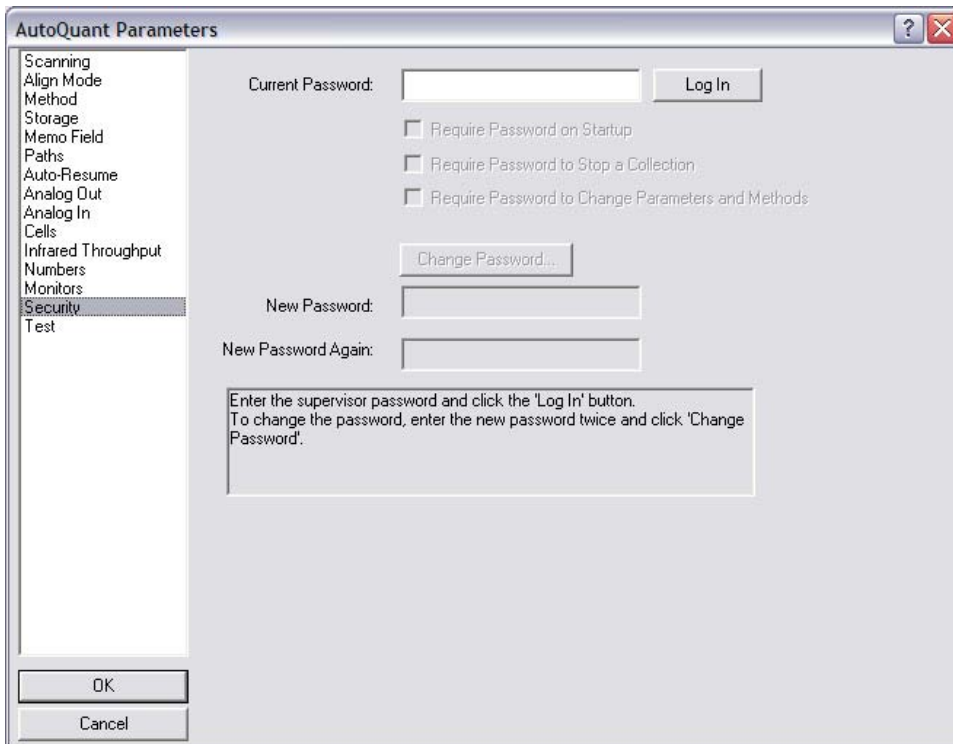 AutoQuant Parameters
?
Scanning
Align Mode
Method
Storage
Memo Field
Paths
Auto-Resume
Analog Out
Analog In
Cells
Infrared Throughput
Numbers
Monitors
Security
Test
OK
Cancel
Current Password:
Log In
Require Password on Startup
Require Password to Stop a Collection
Require Password to Change Parameters and Methods
Change Password...
New Password:
New Password Again:
Enter the supervisor password and click the 'Log In' button.
To change the password, enter the new password twice and click 'Change
Password'.